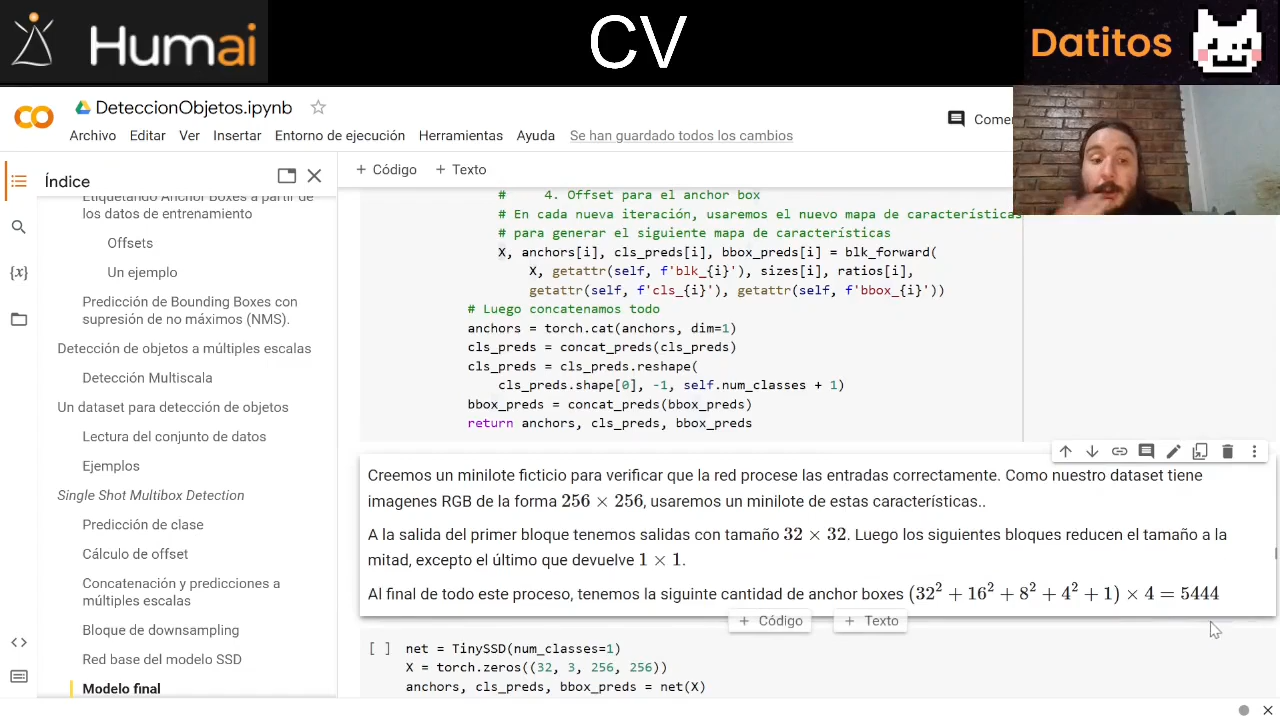 Humai
CV
Datitos
DeteccionObjetos.ipynb
Archivo Editar Ver Insertar Entorno de ejecución Herramientas Ayuda Se han guardado todos los cambios
Comen
Índice
+ Código + Texto
Etiquetando Anchor Boxes a partir de
los datos de entrenamiento
Offsets
Un ejemplo
Predicción de Bounding Boxes con
supresión de no máximos (NMS).
Detección de objetos a múltiples escalas
Detección Multiscala
Un dataset para detección de objetos
Lectura del conjunto de datos
Ejemplos
Single Shot Multibox Detection
Predicción de clase
Cálculo de offset
Concatenación y predicciones a
múltiples escalas
Bloque de downsampling
Red base del modelo SSD
Modelo final
# 4. Offset para el anchor box
# En cada nueva iteración, usaremos el nuevo mapa de características
# para generar el siguiente mapa de características
X, anchors[i], cls_preds[i], bbox_preds[i] = blk_forward(
X, getattr(self, f'blk_{i}'), sizes[i], ratios[i],
getattr(self, f'cls_{i}'), getattr(self, f'bbox_{i}'))
# Luego concatenamos todo
anchors = torch.cat(anchors, dim=1)
cls_preds = concat_preds(cls_preds)
cls_preds = cls_preds.reshape(
cls_preds.shape[0], -1, self.num_classes + 1)
bbox_preds = concat_preds(bbox_preds)
return anchors, cls_preds, bbox_preds
Creemos un minilote ficticio para verificar que la red procese las entradas correctamente. Como nuestro dataset tiene
imagenes RGB de la forma 256 × 256, usaremos un minilote de estas características..
A la salida del primer bloque tenemos salidas con tamaño 32 × 32. Luego los siguientes bloques reducen el tamaño a la
mitad, excepto el último que devuelve 1 × 1.
Al final de todo este proceso, tenemos la siguinte cantidad de anchor boxes (32² + 16² + 8² + 4² + 1) × 4 = 5444
+ Código + Texto
[ ] net = TinySSD(num_classes=1)
X = torch.zeros((32, 3, 256, 256))
anchors, cls_preds, bbox_preds = net(X)